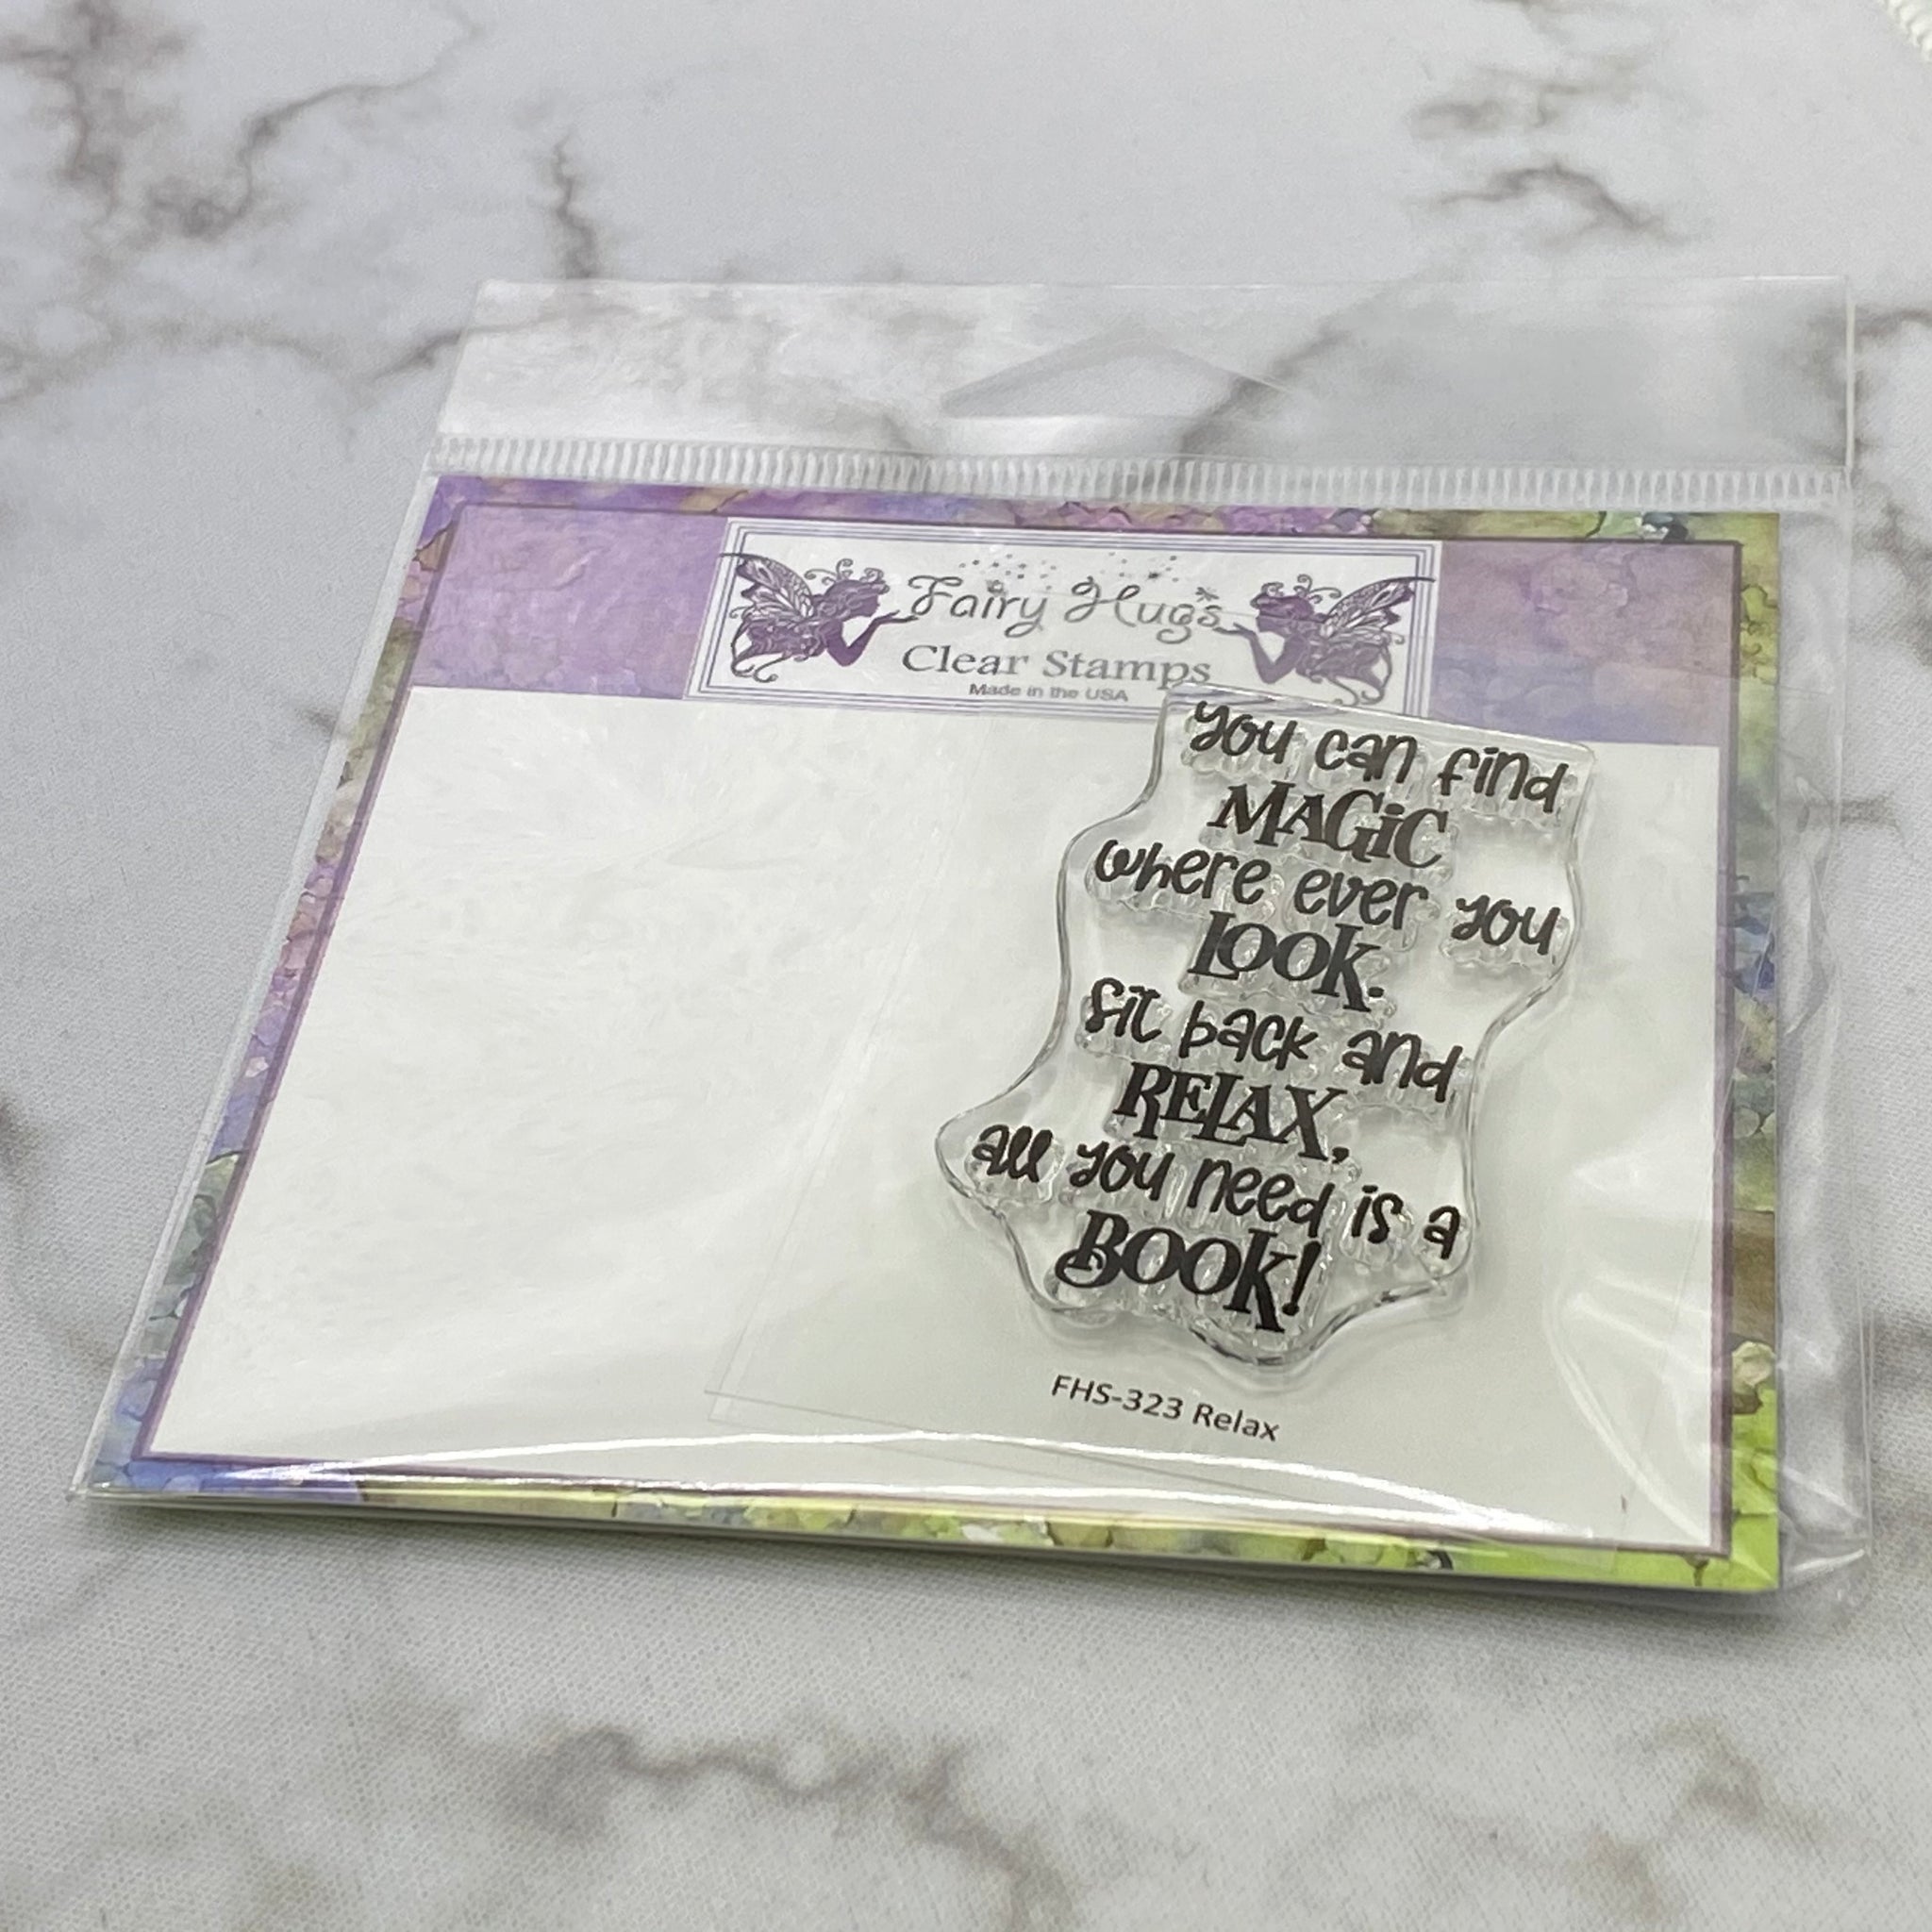 Fairy Hugs
Clear Stamps
Made in the USA
you can find
MAGiC
where ever you
LOOK.
sit back and
RELAX,
all you need is a
BOOK!
FHS-323 Relax